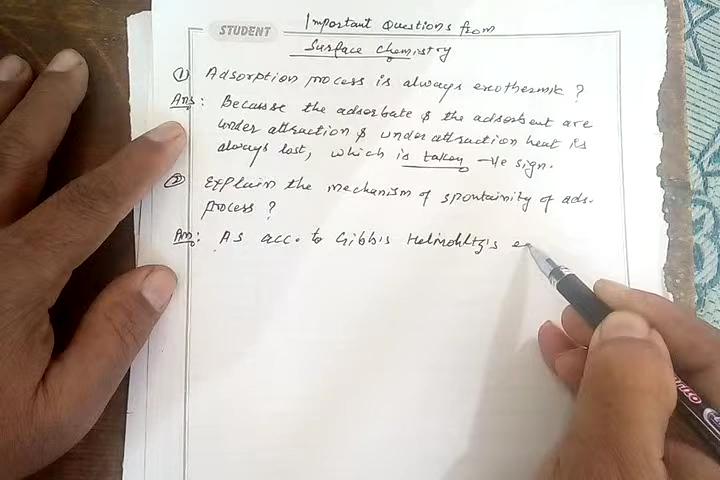 STUDENT
Important Questions from
Surface chemistry
① Adsorption process is always exothermic ?
Ans : Because the adsorbate & the adsorbent are
under attraction & under attraction heat is
always lost, which is taken -Ve sign.
② Explain the mechanism of spontainity of ads.
process ?
Ans : As acc. to Gibb's Helmohltz's e